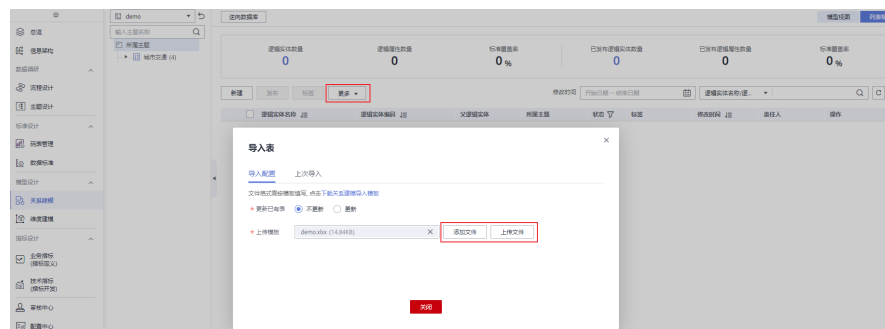 demo
逆向数据库
模型视图
列表视
总览
信息架构
数据调研
流程设计
主题设计
标准设计
码表管理
数据标准
模型设计
关系建模
维度建模
指标设计
业务指标
(指标定义)
技术指标
(指标开发)
审核中心
配置中心
输入主题名称
所属主题
城市交通 (4)
逻辑实体数量
0
逻辑属性数量
0
标准覆盖率
0 %
已发布逻辑实体数量
0
已发布逻辑属性数量
0
标准覆盖率
0 %
新建
发布
标签
更多
修改时间
开始日期 – 结束日期
逻辑实体名称/逻...
逻辑实体名称
逻辑实体编码
父逻辑实体
所属主题
状态
标签
修改时间
责任人
操作
导入表
导入配置
上次导入
文件格式需按模板填写, 点击下载关系建模导入模板
* 更新已有表
不更新
更新
* 上传模板
demo.xlsx (14.94KB)
添加文件
上传文件
关闭